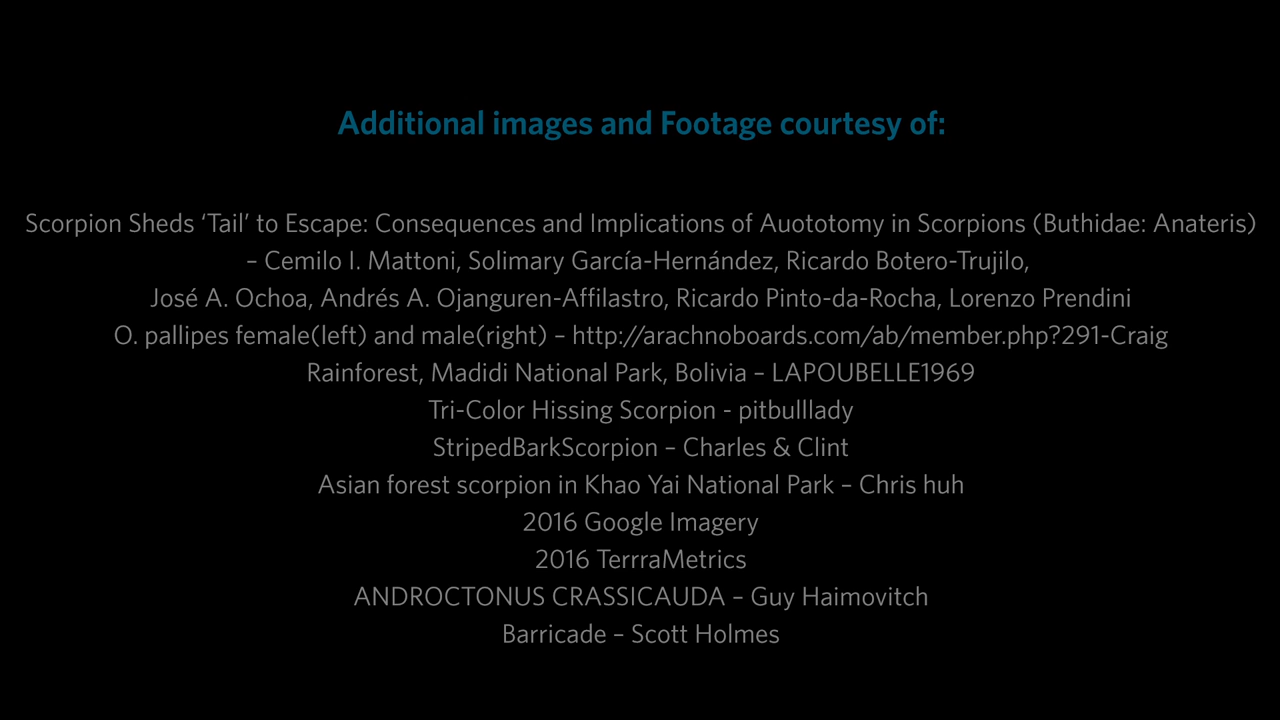 Additional images and Footage courtesy of:
Scorpion Sheds ‘Tail’ to Escape: Consequences and Implications of Auototomy in Scorpions (Buthidae: Anateris)
– Cemilo I. Mattoni, Solimary García-Hernández, Ricardo Botero-Trujilo,
José A. Ochoa, Andrés A. Ojanguren-Affilastro, Ricardo Pinto-da-Rocha, Lorenzo Prendini
O. pallipes female(left) and male(right) – http://arachnoboards.com/ab/member.php?291-Craig
Rainforest, Madidi National Park, Bolivia – LAPOUBELLE1969
Tri-Color Hissing Scorpion - pitbulllady
StripedBarkScorpion – Charles & Clint
Asian forest scorpion in Khao Yai National Park – Chris huh
2016 Google Imagery
2016 TerrraMetrics
ANDROCTONUS CRASSICAUDA – Guy Haimovitch
Barricade – Scott Holmes